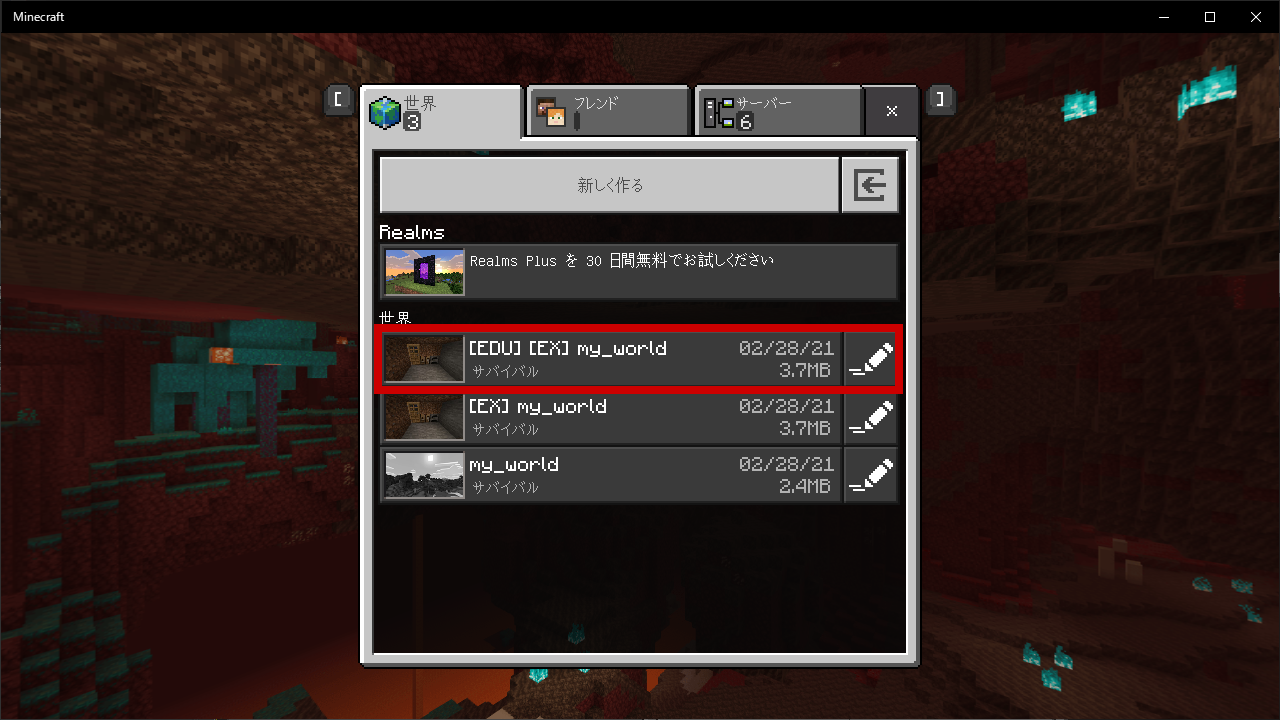 Minecraft
[
世界
3
フレンド
サーバー
6
]
新しく作る
Realms
Realms Plus を 30 日間無料でお試しください
世界
[EDU] [EX] my_world
02/28/21
サバイバル
3.7MB
[EX] my_world
02/28/21
サバイバル
3.7MB
my_world
02/28/21
サバイバル
2.4MB